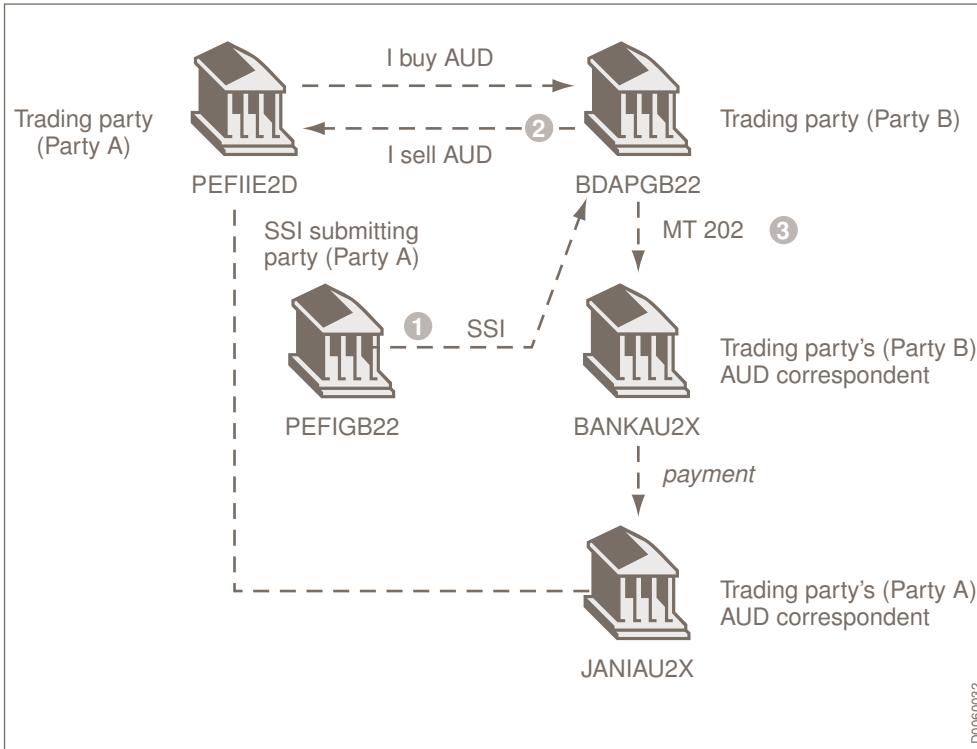 I buy AUD
Trading party
(Party A)
2
Trading party (Party B)
I sell AUD
PEFIIE2D
BDAPGB22
SSI submitting
party (Party A)
MT 202
3
1
SSI
Trading party's (Party B)
AUD correspondent
PEFIGB22
BANKAU2X
payment
Trading party's (Party A)
AUD correspondent
JANIAU2X
D0060032